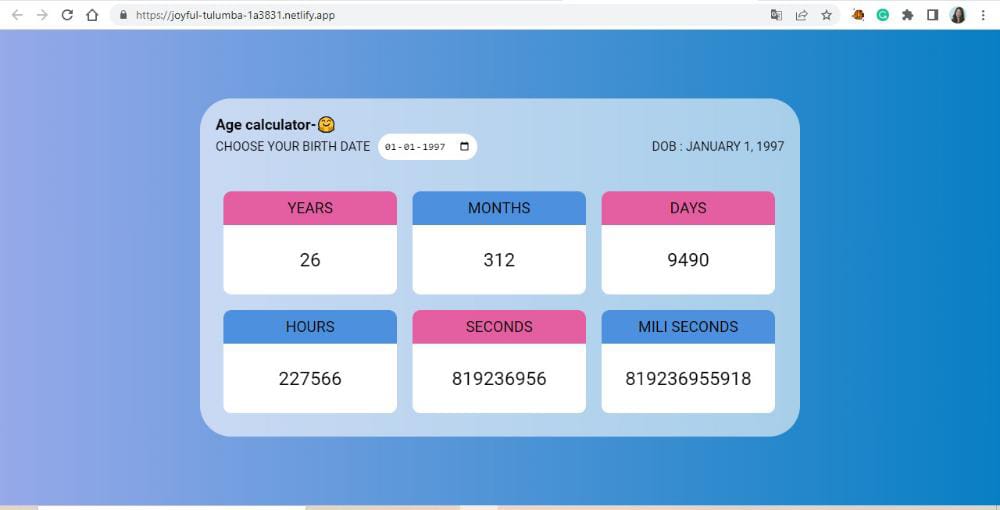 https://joyful-tulumba-1a3831.netlify.app
Age calculator-🤗
CHOOSE YOUR BIRTH DATE 01-01-1997 DOB : JANUARY 1, 1997
YEARS MONTHS DAYS
26 312 9490
HOURS SECONDS MILI SECONDS
227566 819236956 819236955918